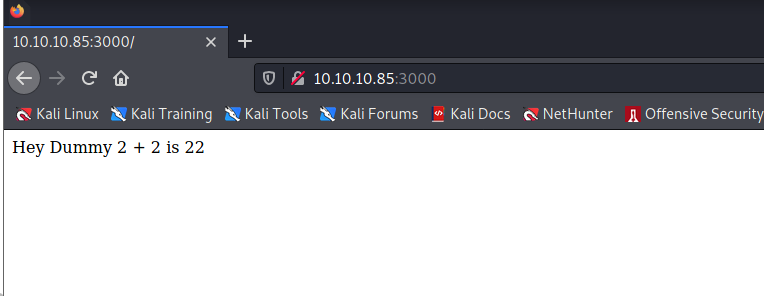 10.10.10.85:3000/
10.10.10.85:3000
Kali Linux Kali Training Kali Tools Kali Forums Kali Docs NetHunter Offensive Security
Hey Dummy 2 + 2 is 22